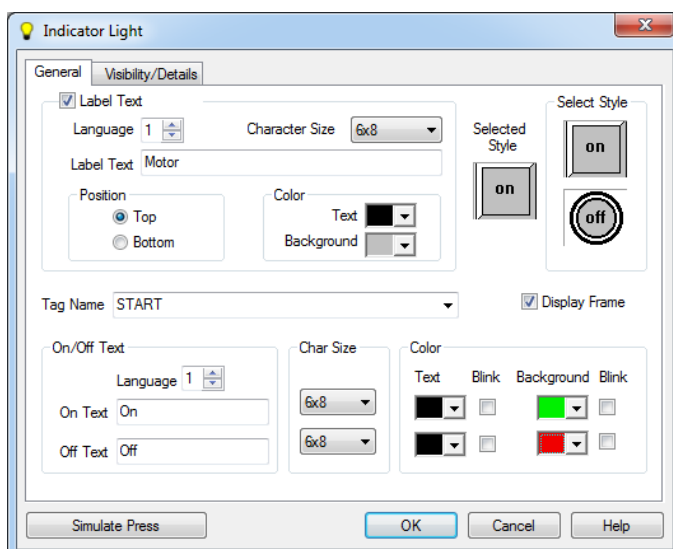 Indicator Light
General
Visibility/Details
Label Text
Select Style
Language 1
Character Size 6x8
Selected Style
on
Label Text Motor
on
Position
Color
Top
Text
off
Bottom
Background
Tag Name START
Display Frame
On/Off Text
Char Size
Color
Language 1
Text Blink Background Blink
On Text On
6x8
Off Text Off
6x8
Simulate Press
OK
Cancel
Help